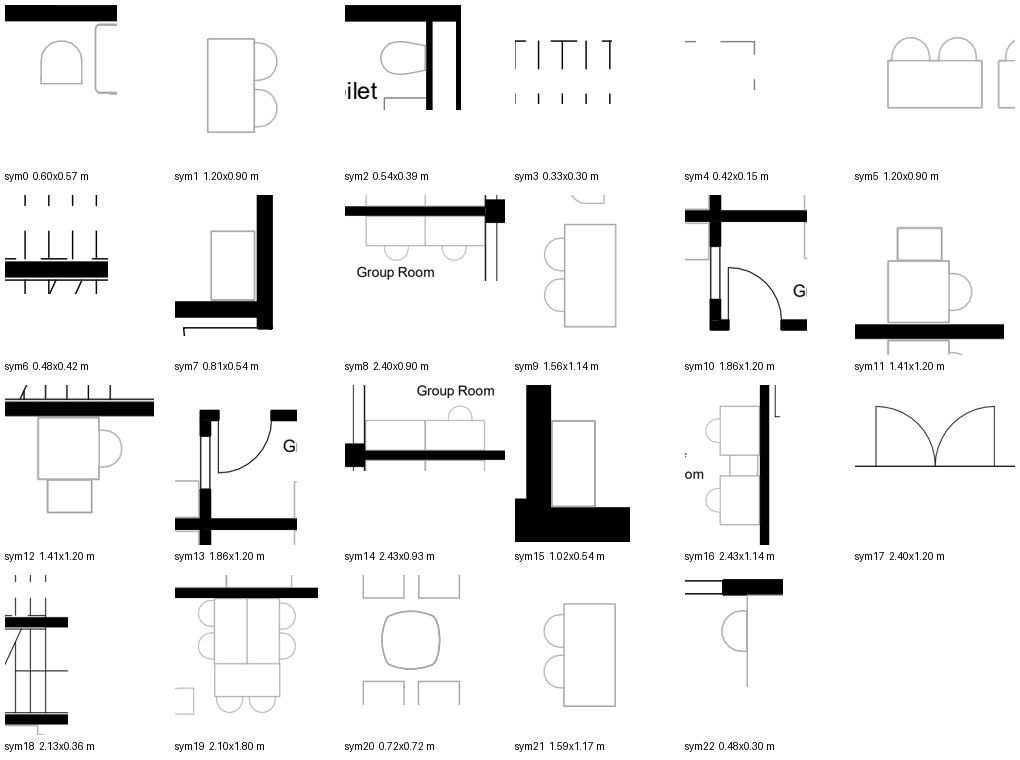 ilet
sym0 0.60x0.57 m
sym1 1.20x0.90 m
sym2 0.54x0.39 m
sym3 0.33x0.30 m
sym4 0.42x0.15 m
sym5 1.20x0.90 m
Group Room
G
sym6 0.48x0.42 m
sym7 0.81x0.54 m
sym8 2.40x0.90 m
sym9 1.56x1.14 m
sym10 1.86x1.20 m
sym11 1.41x1.20 m
Group Room
G
om
sym12 1.41x1.20 m
sym13 1.86x1.20 m
sym14 2.43x0.93 m
sym15 1.02x0.54 m
sym16 2.43x1.14 m
sym17 2.40x1.20 m
sym18 2.13x0.36 m
sym19 2.10x1.80 m
sym20 0.72x0.72 m
sym21 1.59x1.17 m
sym22 0.48x0.30 m